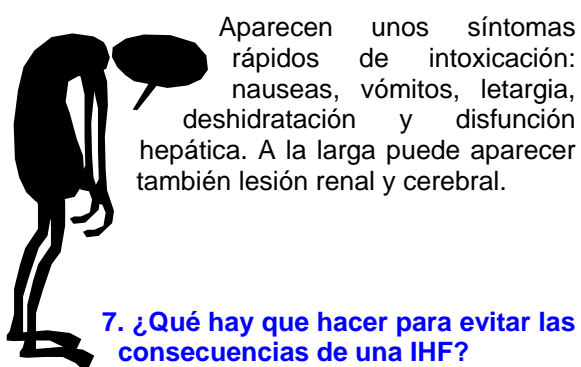 Aparecen unos síntomas
rápidos de intoxicación:
nauseas, vómitos, letargia,
deshidratación y disfunción
hepática. A la larga puede aparecer
también lesión renal y cerebral.
7. ¿Qué hay que hacer para evitar las
consecuencias de una IHF?